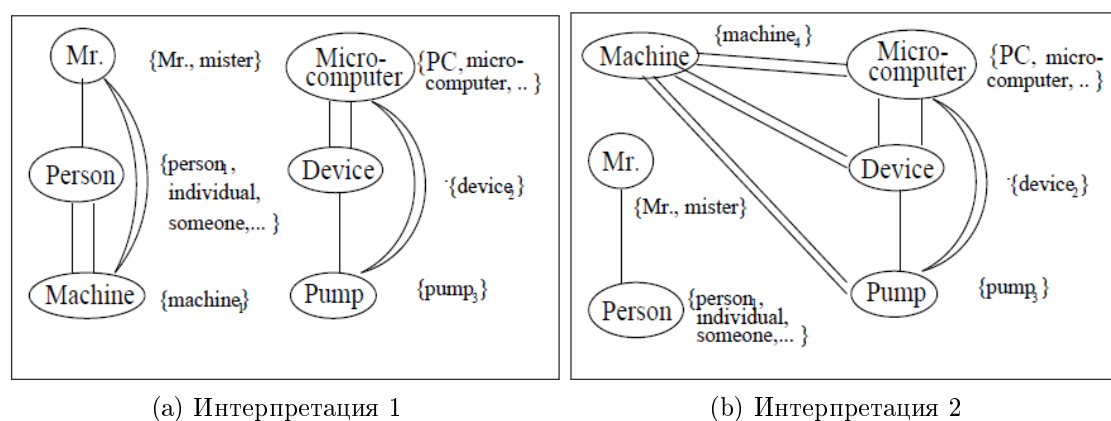 Mr.
{Mr., mister}
Person
{person₁,
individual,
someone,... }
Machine
{machine₁}
Micro-
computer
{PC, micro-
computer, .. }
Device
{device₂}
Pump
{pump₃}
(a) Интерпретация 1
Machine
{machine₄}
Micro-
computer
{PC, micro-
computer, .. }
Mr.
{Mr., mister}
Device
{device₂}
Person
{person₁,
individual,
someone,... }
Pump
{pump₃}
(b) Интерпретация 2